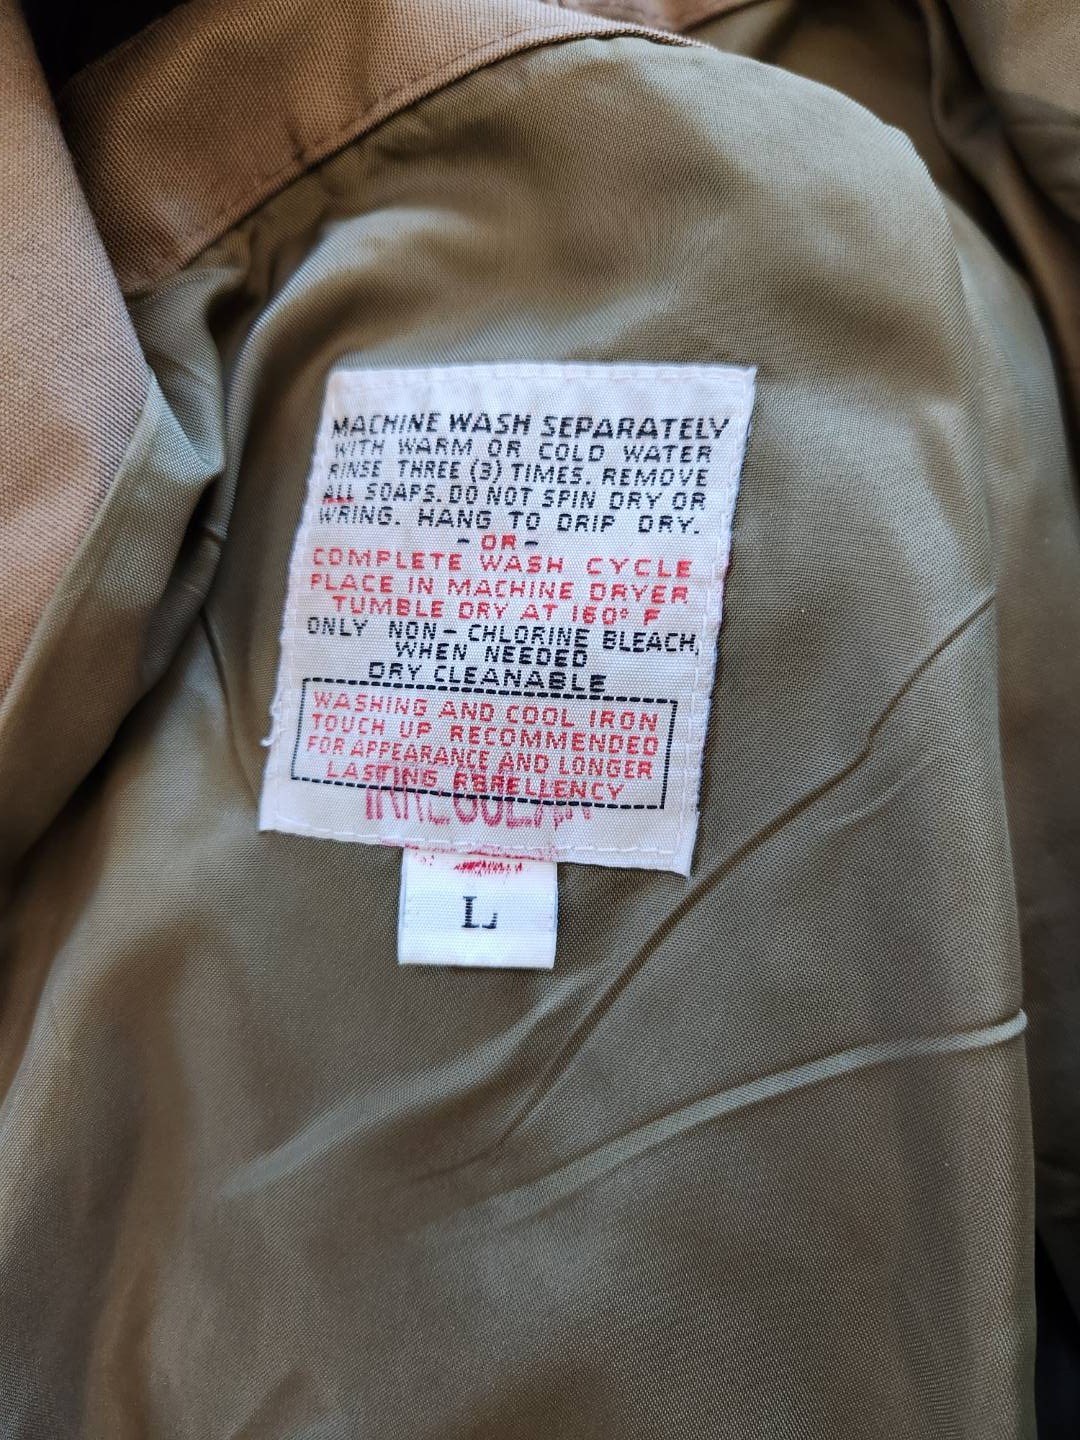 MACHINE WASH SEPARATELY
WITH WARM OR COLD WATER
RINSE THREE (3) TIMES. REMOVE
ALL SOAPS. DO NOT SPIN DRY OR
WRING. HANG TO DRIP DRY.
-OR-
COMPLETE WASH CYCLE
PLACE IN MACHINE DRYER
TUMBLE DRY AT 160° F
ONLY NON-CHLORINE BLEACH,
WHEN NEEDED
DRY CLEANABLE
WASHING AND COOL IRON
TOUCH UP RECOMMENDED
FOR APPEARANCE AND LONGER
LASTING RBRELLENCY
IRREGULAR
L